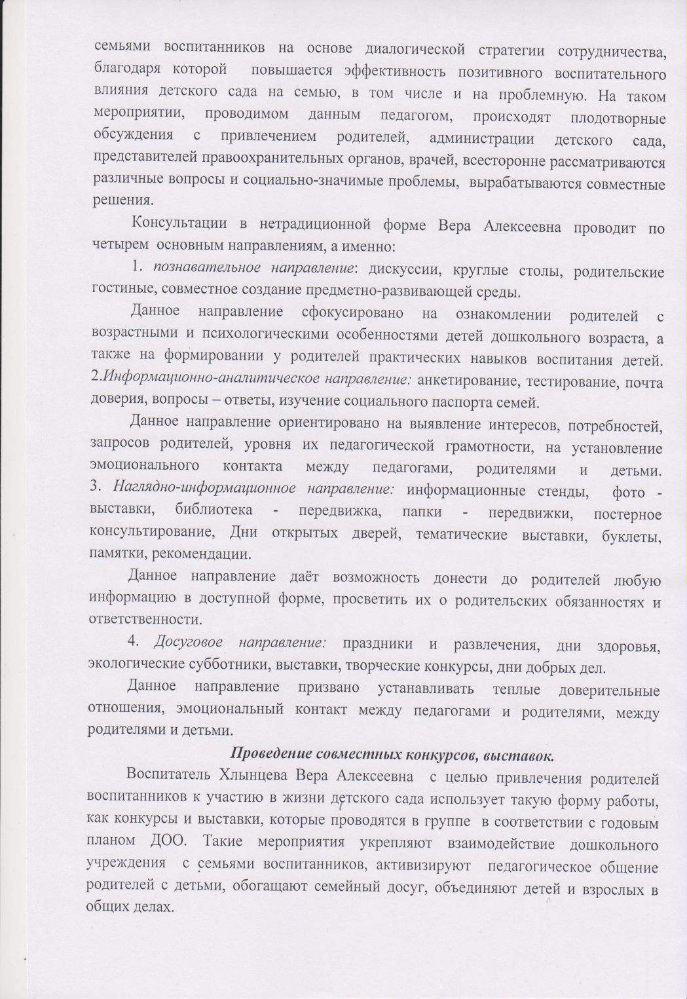 семьями воспитанников на основе диалогической стратегии сотрудничества,
благодаря которой повышается эффективность позитивного воспитательного
влияния детского сада на семью, в том числе и на проблемную. На таком
мероприятии, проводимом данным педагогом, происходят плодотворные
обсуждения с привлечением родителей, администрации детского сада,
представителей правоохранительных органов, врачей, всесторонне рассматриваются
различные вопросы и социально-значимые проблемы, вырабатываются совместные
решения.
Консультации в нетрадиционной форме Вера Алексеевна проводит по
четырем основным направлениям, а именно:
1. познавательное направление: дискуссии, круглые столы, родительские
гостиные, совместное создание предметно-развивающей среды.
Данное направление сфокусировано на ознакомлении родителей с
возрастными и психологическими особенностями детей дошкольного возраста, а
также на формировании у родителей практических навыков воспитания детей.
2.Информационно-аналитическое направление: анкетирование, тестирование, почта
доверия, вопросы – ответы, изучение социального паспорта семей.
Данное направление ориентировано на выявление интересов, потребностей,
запросов родителей, уровня их педагогической грамотности, на установление
эмоционального контакта между педагогами, родителями и детьми.
3. Наглядно-информационное направление: информационные стенды, фото -
выставки, библиотека - передвижка, папки - передвижки, постерное
консультирование, Дни открытых дверей, тематические выставки, буклеты,
памятки, рекомендации.
Данное направление даёт возможность донести до родителей любую
информацию в доступной форме, просветить их о родительских обязанностях и
ответственности.
4. Досуговое направление: праздники и развлечения, дни здоровья,
экологические субботники, выставки, творческие конкурсы, дни добрых дел.
Данное направление призвано устанавливать теплые доверительные
отношения, эмоциональный контакт между педагогами и родителями, между
родителями и детьми.
Проведение совместных конкурсов, выставок.
Воспитатель Хлынцева Вера Алексеевна с целью привлечения родителей
воспитанников к участию в жизни детского сада использует такую форму работы,
как конкурсы и выставки, которые проводятся в группе в соответствии с годовым
планом ДОО. Такие мероприятия укрепляют взаимодействие дошкольного
учреждения с семьями воспитанников, активизируют педагогическое общение
родителей с детьми, обогащают семейный досуг, объединяют детей и взрослых в
общих делах.